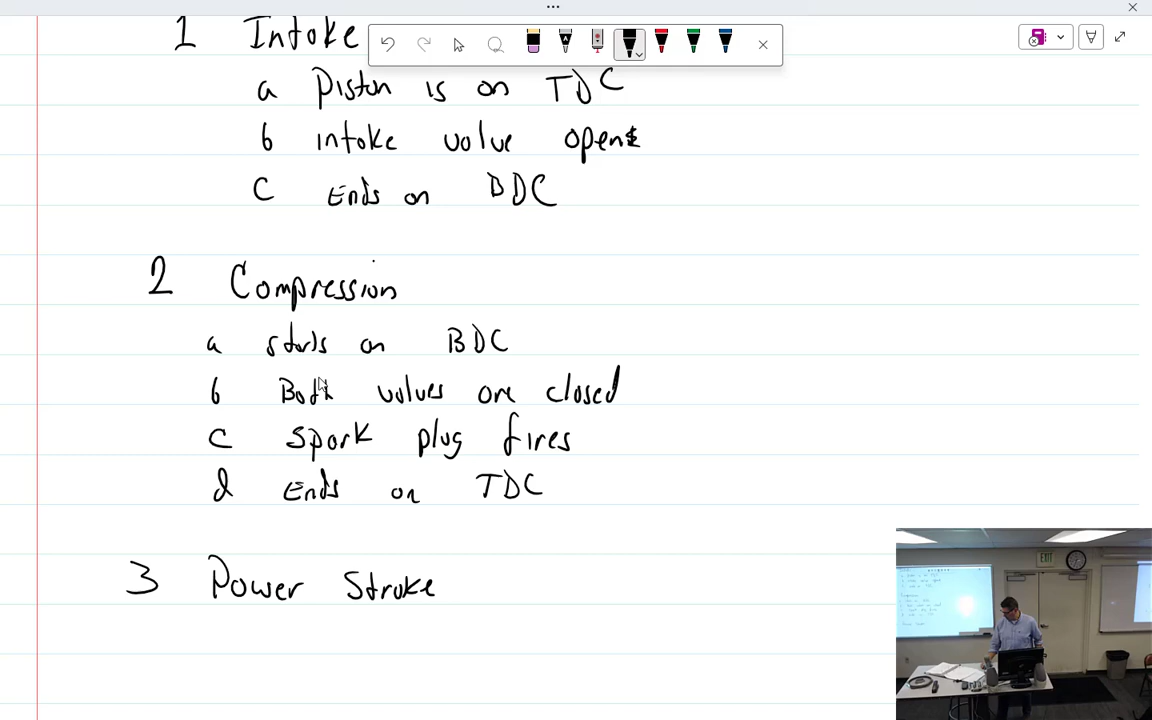 1 Intake
a Piston is on TDC
b intake valve opens
C Ends on BDC
2 Compression
a starts on BDC
b Both valves are closed
C Spark plug fires
d Ends on TDC
3 Power Stroke
EXIT